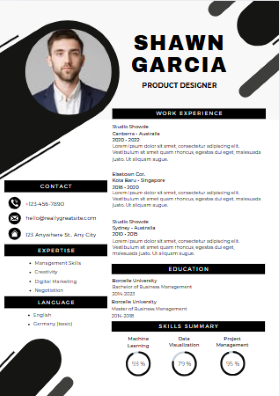 SHAWN
GARCIA
PRODUCT DESIGNER
WORK EXPERIENCE
Studio Showde
Canberra - Australia
2020 - 2022
Lorem ipsum dolor sit amet, consectetur adipiscing elit.
Vestibulum sit amet quam rhoncus, egestas dui eget, malesuada
justo. Ut aliquam augue.
Elsetown Cor.
Kota Baru - Singapore
2016 - 2020
Lorem ipsum dolor sit amet, consectetur adipiscing elit.
Vestibulum sit amet quam rhoncus, egestas dui eget, malesuada
justo. Ut aliquam augue.
Studio Showde
Sydney - Australia
2010 - 2015
Lorem ipsum dolor sit amet, consectetur adipiscing elit.
Vestibulum sit amet quam rhoncus, egestas dui eget, malesuada
justo. Ut aliquam augue.
CONTACT
+123-456-7890
hello@reallygreatsite.com
123 Anywhere St., Any City
EXPERTISE
Management Skills
Creativity
Digital Marketing
Negotiation
LANGUAGE
English
Germany (basic)
EDUCATION
Borcelle University
Bachelor of Business Management
2014-2023
Borcelle University
Master of Business Management
2014-2018
SKILLS SUMMARY
Machine
Learning
Data
Visualization
Project
Management
79 %
95 %